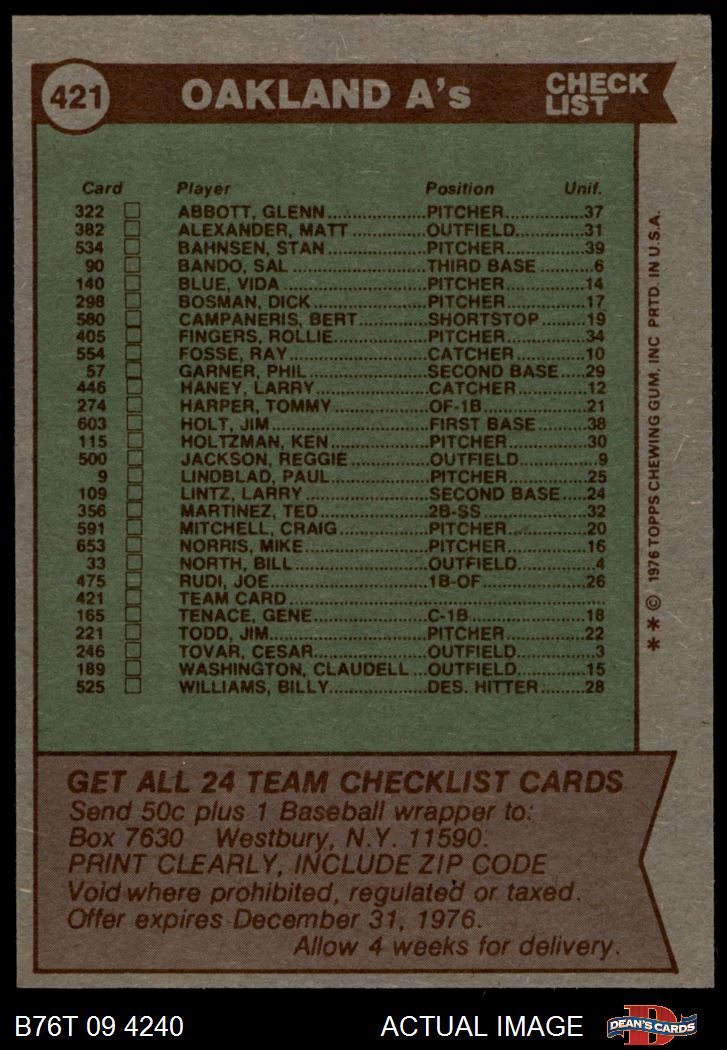 421 OAKLAND A's CHECK LIST
Card Player Position Unif.
322 ABBOTT, GLENN PITCHER 37
382 ALEXANDER, MATT OUTFIELD 31
534 BAHNSEN, STAN PITCHER 39
90 BANDO, SAL THIRD BASE 6
140 BLUE, VIDA PITCHER 14
298 BOSMAN, DICK PITCHER 17
580 CAMPANERIS, BERT SHORTSTOP 19
405 FINGERS, ROLLIE PITCHER 34
554 FOSSE, RAY CATCHER 10
57 GARNER, PHIL SECOND BASE 29
446 HANEY, LARRY CATCHER 12
274 HARPER, TOMMY OF-1B 21
603 HOLT, JIM FIRST BASE 38
115 HOLTZMAN, KEN PITCHER 30
500 JACKSON, REGGIE OUTFIELD 9
9 LINDBLAD, PAUL PITCHER 25
109 LINTZ, LARRY SECOND BASE 24
356 MARTINEZ, TED 2B-SS 32
591 MITCHELL, CRAIG PITCHER 20
653 NORRIS, MIKE PITCHER 16
33 NORTH, BILL OUTFIELD 4
475 RUDI, JOE 1B-OF 26
421 TEAM CARD
165 TENACE, GENE C-1B 18
221 TODD, JIM PITCHER 22
246 TOVAR, CESAR OUTFIELD 3
189 WASHINGTON, CLAUDELL OUTFIELD 15
525 WILLIAMS, BILLY DES. HITTER 28
** © 1976 TOPPS CHEWING GUM, INC PRTD. IN U.S.A.
GET ALL 24 TEAM CHECKLIST CARDS
Send 50c plus 1 Baseball wrapper to:
Box 7630 Westbury, N.Y. 11590.
PRINT CLEARLY, INCLUDE ZIP CODE
Void where prohibited, regulated or taxed.
Offer expires December 31, 1976.
Allow 4 weeks for delivery.
B76T 09 4240 ACTUAL IMAGE D DEAN'S CARDS